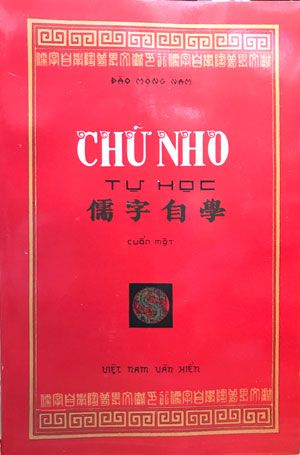 ĐÀO MỘNG NAM
CHỮ NHO
TỰ HỌC
儒字自學
CUỐN MỘT
VIỆT NAM VĂN HIẾN